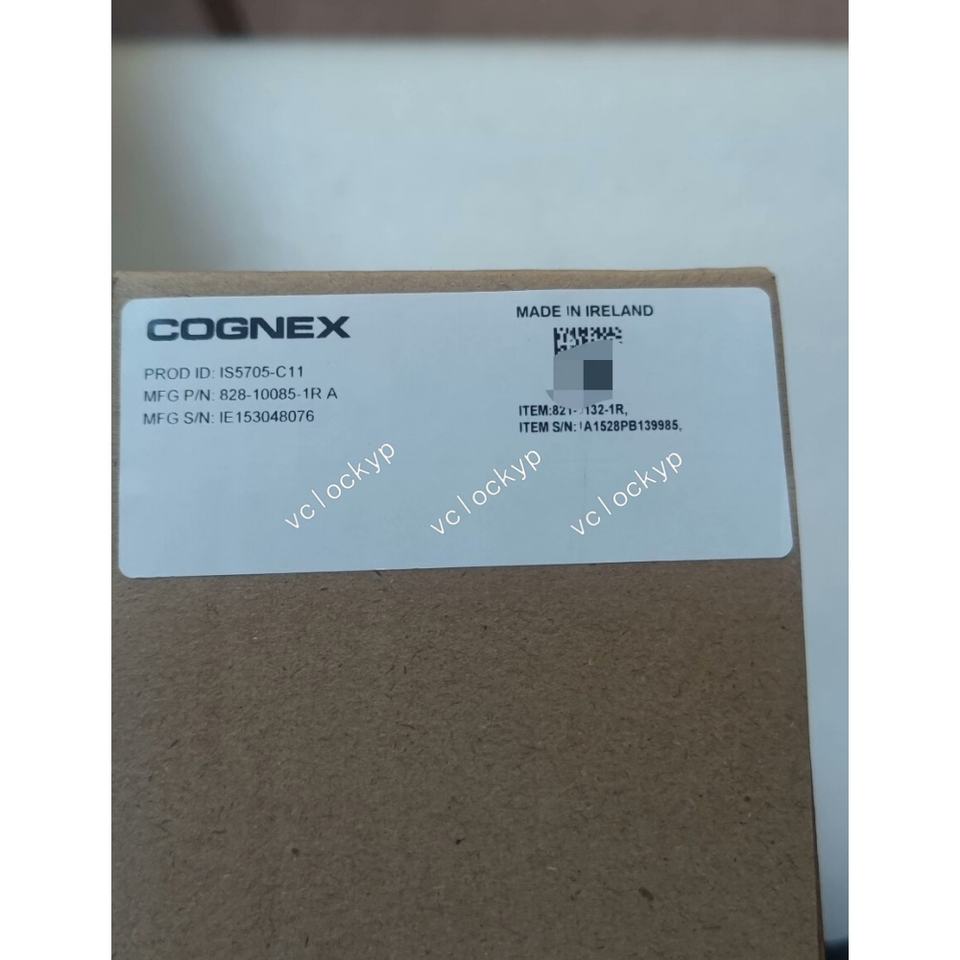 COGNEX
PROD ID: IS5705-C11
MFG P/N: 828-10085-1R A
MFG S/N: IE153048076
MADE IN IRELAND
ITEM:
ITEM S/N: 1A1528PB139985,
vclockyp
vclockyp
vclockyp